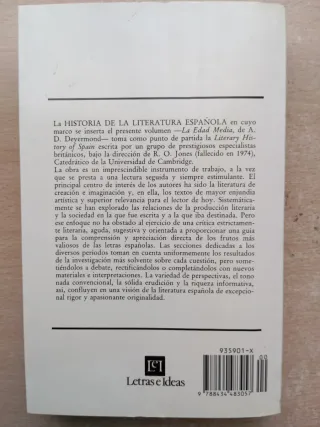 La HISTORIA DE LA LITERATURA ESPAÑOLA en cuyo
marco se inserta el presente volumen —La Edad Media, de A.
D. Deyermond— toma como punto de partida la Literary His-
tory of Spain escrita por un grupo de prestigiosos especialistas
británicos, bajo la dirección de R. O. Jones (fallecido en 1974),
Catedrático de la Universidad de Cambridge.
La obra es un imprescindible instrumento de trabajo, a la vez
que se presta a una lectura seguida y siempre estimulante. El
principal centro de interés de los autores ha sido la literatura de
creación e imaginación y, en ella, los textos de mayor enjundia
artística y superior relevancia para el lector de hoy. Sistemática-
mente se han explorado las relaciones de la producción literaria
y la sociedad en la que fue escrita y a la que iba destinada. Pero
ese enfoque no ha obstado al ejercicio de una crítica estrictamen-
te literaria, aguda, sugestiva y orientada a proporcionar una guía
para la comprensión y apreciación directa de los frutos más
valiosos de las letras españolas. Las secciones dedicadas a los
diversos períodos toman en cuenta uniformemente los resultados
de la investigación más solvente sobre cada cuestión, pero some-
tiéndolos a debate, rectificándolos o completándolos con nuevos
materiales e interpretaciones. La variedad de perspectivas, el tono
nada convencional, la sólida erudición y la riqueza informativa,
así, confluyen en una visión de la literatura española de excepcio-
nal rigor y apasionante originalidad.
935901-X
00
Letras e Ideas
9 788434 483057